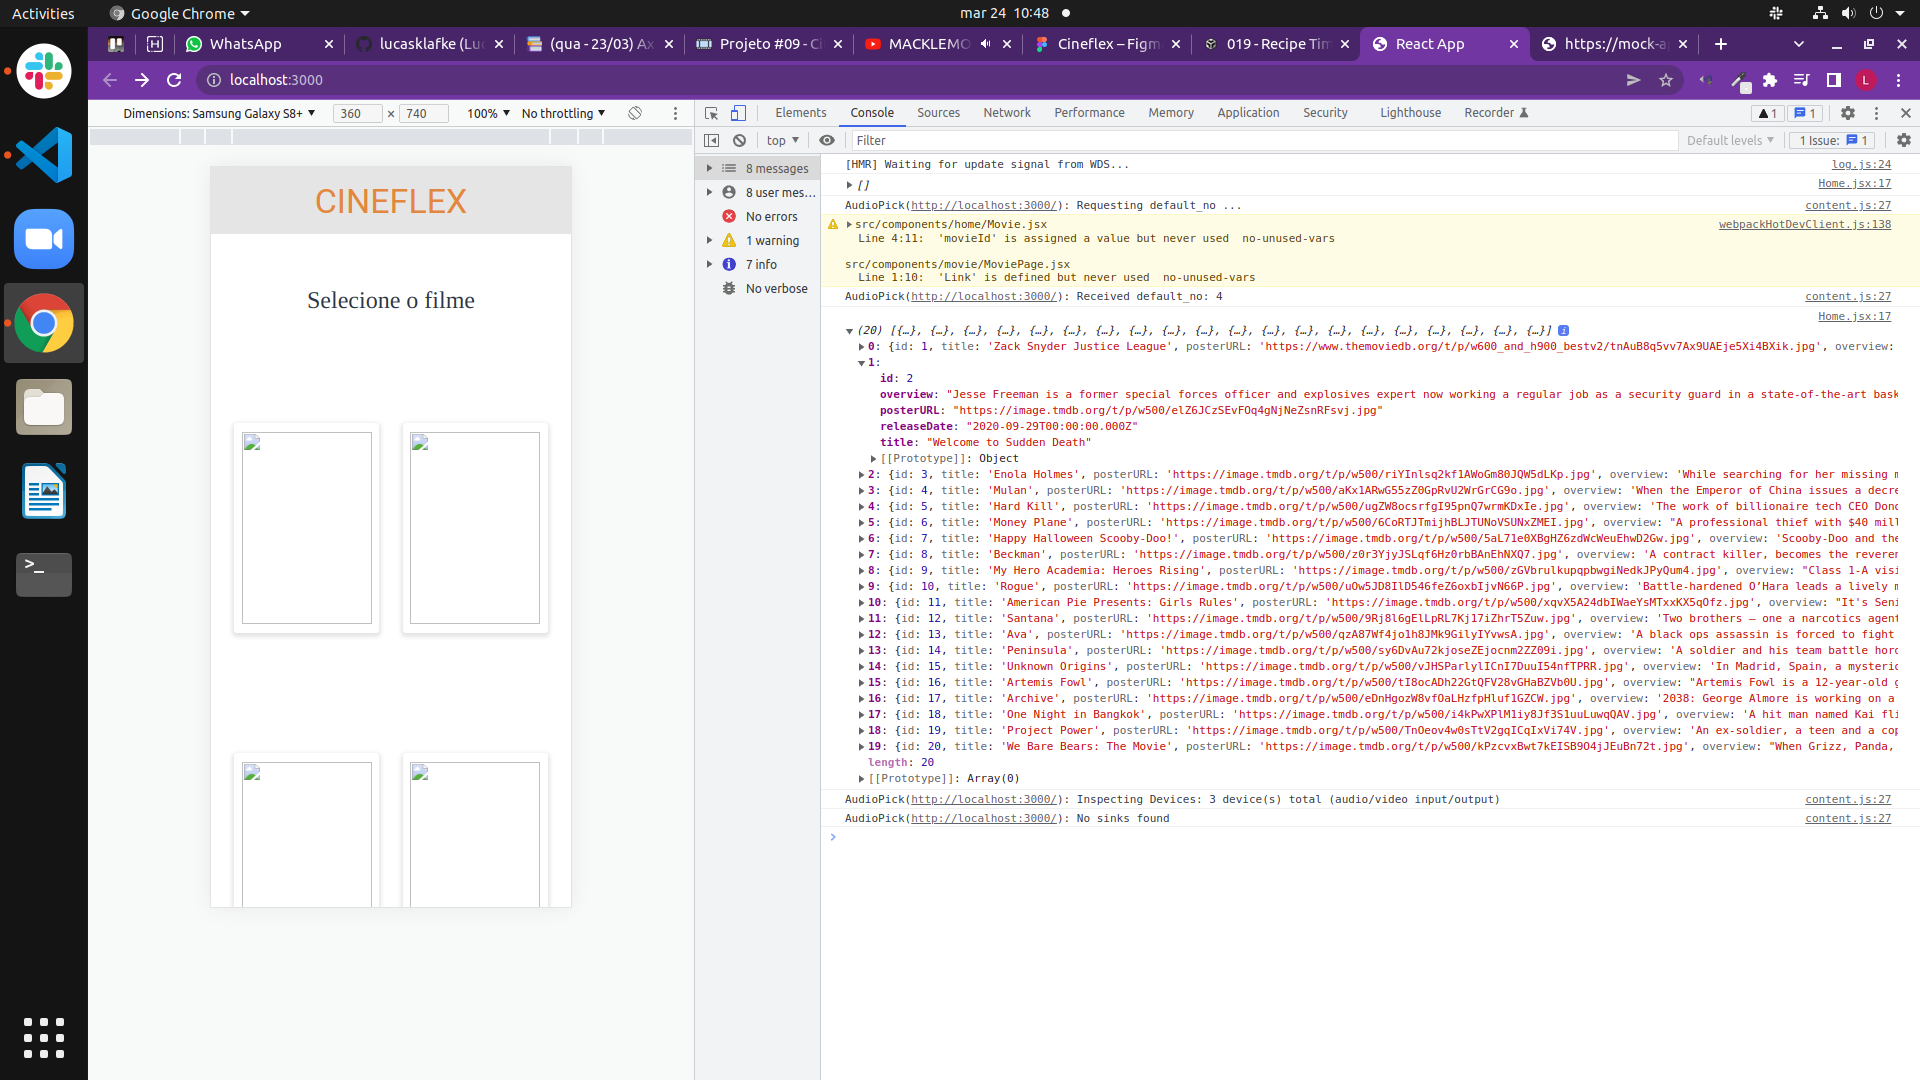 Activities
Google Chrome
mar 24 10:48
WhatsApp
lucasklafke (Luc
(qua - 23/03) Ax
Projeto #09 - Ci
MACKLEMO
Cineflex – Figm
019 - Recipe Tim
React App
https://mock-a
localhost:3000
L
Dimensions: Samsung Galaxy S8+
360 × 740
100%
No throttling
Elements
Console
Sources
Network
Performance
Memory
Application
Security
Lighthouse
Recorder
1
1
top
Filter
Default levels
1 Issue: 1
8 messages
8 user mes...
No errors
1 warning
7 info
No verbose
CINEFLEX
Selecione o filme
[HMR] Waiting for update signal from WDS... log.js:24
[] Home.jsx:17
AudioPick(http://localhost:3000/): Requesting default_no ... content.js:27
src/components/home/Movie.jsx webpackHotDevClient.js:138
Line 4:11: 'movieId' is assigned a value but never used no-unused-vars
src/components/movie/MoviePage.jsx
Line 1:10: 'Link' is defined but never used no-unused-vars
AudioPick(http://localhost:3000/): Received default_no: 4 content.js:27
Home.jsx:17
(20) [{…}, {…}, {…}, {…}, {…}, {…}, {…}, {…}, {…}, {…}, {…}, {…}, {…}, {…}, {…}, {…}, {…}, {…}, {…}, {…}] i
0: {id: 1, title: 'Zack Snyder Justice League', posterURL: 'https://www.themoviedb.org/t/p/w600_and_h900_bestv2/tnAuB8q5vv7Ax9UAEje5Xi4BXik.jpg', overview:
1:
id: 2
overview: "Jesse Freeman is a former special forces officer and explosives expert now working a regular job as a security guard in a state-of-the-art bask
posterURL: "https://image.tmdb.org/t/p/w500/elZ6JCzSEvFOq4gNjNeZsnRFsvj.jpg"
releaseDate: "2020-09-29T00:00:00.000Z"
title: "Welcome to Sudden Death"
[[Prototype]]: Object
2: {id: 3, title: 'Enola Holmes', posterURL: 'https://image.tmdb.org/t/p/w500/riYInlsq2kf1AWoGm80JQW5dLKp.jpg', overview: 'While searching for her missing m
3: {id: 4, title: 'Mulan', posterURL: 'https://image.tmdb.org/t/p/w500/aKx1ARwG55zZ0GpRvU2WrGrCG9o.jpg', overview: 'When the Emperor of China issues a decre
4: {id: 5, title: 'Hard Kill', posterURL: 'https://image.tmdb.org/t/p/w500/ugZW8ocsrfgI95pnQ7wrmKDxIe.jpg', overview: 'The work of billionaire tech CEO Dono
5: {id: 6, title: 'Money Plane', posterURL: 'https://image.tmdb.org/t/p/w500/6CoRTJTmijhBLJTUNoVSUNxZMEI.jpg', overview: "A professional thief with $40 mill
6: {id: 7, title: 'Happy Halloween Scooby-Doo!', posterURL: 'https://image.tmdb.org/t/p/w500/5aL71e0XBgHZ6zdWcWeuEhwD2Gw.jpg', overview: 'Scooby-Doo and the
7: {id: 8, title: 'Beckman', posterURL: 'https://image.tmdb.org/t/p/w500/z0r3YjyJSLqf6Hz0rbBAnEhNXQ7.jpg', overview: 'A contract killer, becomes the reveren
8: {id: 9, title: 'My Hero Academia: Heroes Rising', posterURL: 'https://image.tmdb.org/t/p/w500/zGVbrulkupqpbwgiNedkJPyQum4.jpg', overview: "Class 1-A visi
9: {id: 10, title: 'Rogue', posterURL: 'https://image.tmdb.org/t/p/w500/uOw5JD8IlD546feZ6oxbIjvN66P.jpg', overview: 'Battle-hardened O’Hara leads a lively m
10: {id: 11, title: 'American Pie Presents: Girls Rules', posterURL: 'https://image.tmdb.org/t/p/w500/xqvX5A24dbIWaeYsMTxxKX5qOfz.jpg', overview: "It's Seni
11: {id: 12, title: 'Santana', posterURL: 'https://image.tmdb.org/t/p/w500/9Rj8l6gElLpRL7Kj17iZhrT5Zuw.jpg', overview: 'Two brothers — one a narcotics agent
12: {id: 13, title: 'Ava', posterURL: 'https://image.tmdb.org/t/p/w500/qzA87Wf4jo1h8JMk9GilyIYvwsA.jpg', overview: 'A black ops assassin is forced to fight
13: {id: 14, title: 'Peninsula', posterURL: 'https://image.tmdb.org/t/p/w500/sy6DvAu72kjoseZEjocnm2ZZ09i.jpg', overview: 'A soldier and his team battle hord
14: {id: 15, title: 'Unknown Origins', posterURL: 'https://image.tmdb.org/t/p/w500/vJHSParlylICnI7DuuI54nfTPRR.jpg', overview: 'In Madrid, Spain, a mysterio
15: {id: 16, title: 'Artemis Fowl', posterURL: 'https://image.tmdb.org/t/p/w500/tI8ocADh22GtQFV28vGHaBZVb0U.jpg', overview: "Artemis Fowl is a 12-year-old g
16: {id: 17, title: 'Archive', posterURL: 'https://image.tmdb.org/t/p/w500/eDnHgozW8vfOaLHzfpHluf1GZCW.jpg', overview: '2038: George Almore is working on a
17: {id: 18, title: 'One Night in Bangkok', posterURL: 'https://image.tmdb.org/t/p/w500/i4kPwXPlM1iy8Jf3S1uuLuwqQAV.jpg', overview: 'A hit man named Kai fli
18: {id: 19, title: 'Project Power', posterURL: 'https://image.tmdb.org/t/p/w500/TnOeov4w0sTtV2gqICqIxVi74V.jpg', overview: 'An ex-soldier, a teen and a cop
19: {id: 20, title: 'We Bare Bears: The Movie', posterURL: 'https://image.tmdb.org/t/p/w500/kPzcvxBwt7kEISB9O4jJEuBn72t.jpg', overview: "When Grizz, Panda,
length: 20
[[Prototype]]: Array(0)
AudioPick(http://localhost:3000/): Inspecting Devices: 3 device(s) total (audio/video input/output) content.js:27
AudioPick(http://localhost:3000/): No sinks found content.js:27